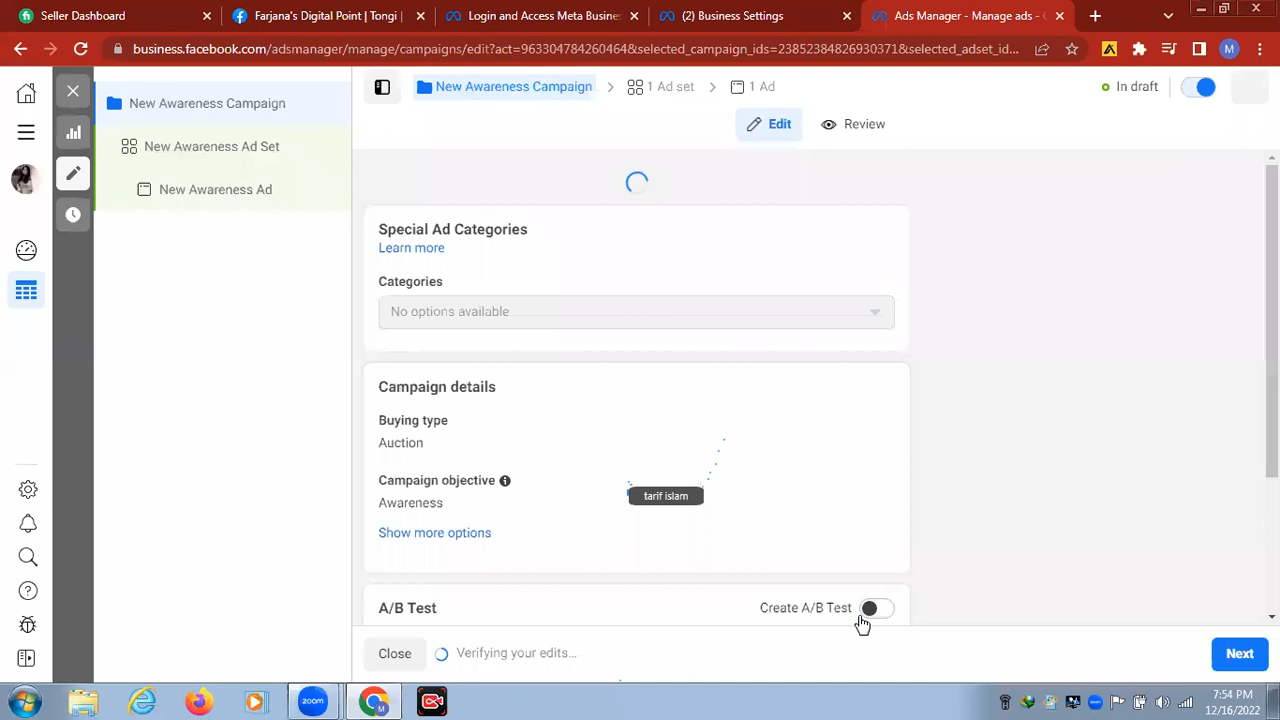 Seller Dashboard
Farjana's Digital Point | Tongi
Login and Access Meta Busine
(2) Business Settings
Ads Manager - Manage ads - C
business.facebook.com/adsmanager/manage/campaigns/edit?act=963304784260464&selected_campaign_ids=23852384826930371&selected_adset_id...
M
New Awareness Campaign
New Awareness Ad Set
New Awareness Ad
New Awareness Campaign
1 Ad set
1 Ad
In draft
Edit
Review
Special Ad Categories
Learn more
Categories
No options available
Campaign details
Buying type
Auction
Campaign objective
Awareness
tarif islam
Show more options
A/B Test
Create A/B Test
Close
Verifying your edits...
Next
zoom
M
7:54 PM
12/16/2022